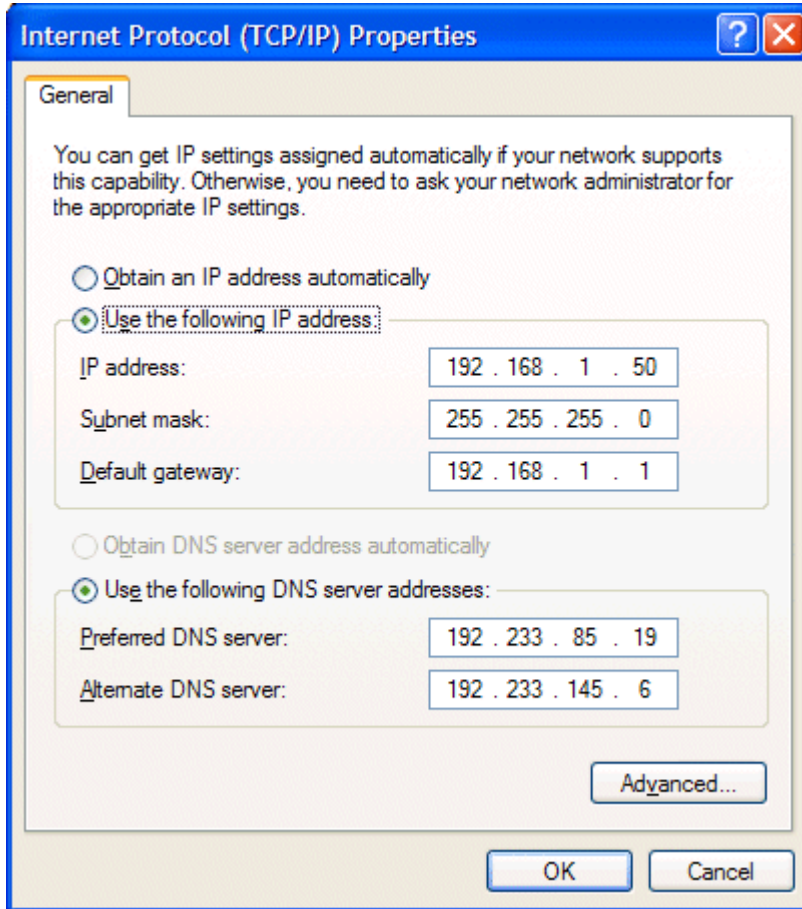 Internet Protocol (TCP/IP) Properties
General
You can get IP settings assigned automatically if your network supports
this capability. Otherwise, you need to ask your network administrator for
the appropriate IP settings.
Obtain an IP address automatically
Use the following IP address:
IP address: 192 . 168 . 1 . 50
Subnet mask: 255 . 255 . 255 . 0
Default gateway: 192 . 168 . 1 . 1
Obtain DNS server address automatically
Use the following DNS server addresses:
Preferred DNS server: 192 . 233 . 85 . 19
Alternate DNS server: 192 . 233 . 145 . 6
Advanced...
OK Cancel